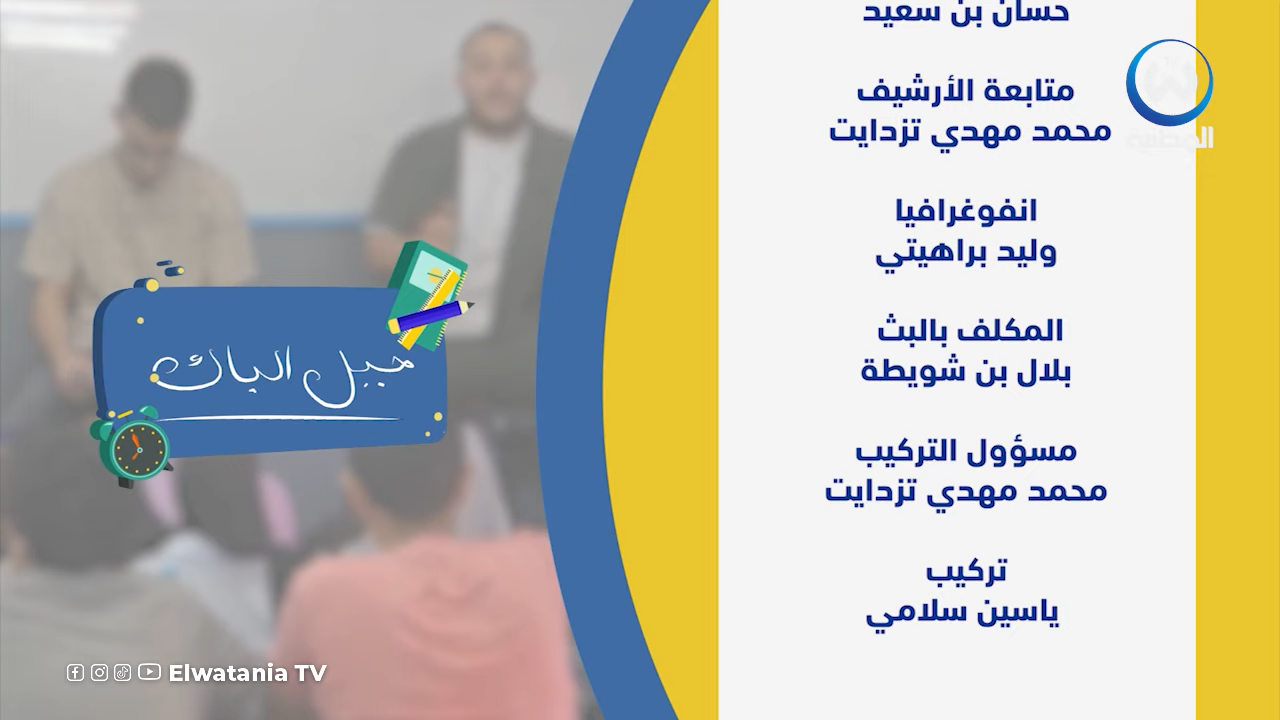 حسان بن سعيد
متابعة الأرشيف
محمد مهدي تزدايت
انفوغرافيا
وليد براهيتي
المكلف بالبث
بلال بن شويطة
مسؤول التركيب
محمد مهدي تزدايت
تركيب
ياسين سلامي
الوطنية
جيل الباك
Elwatania TV